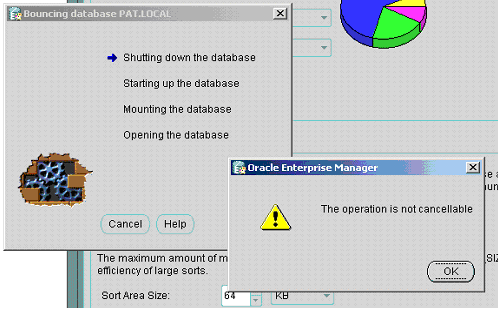 Bouncing database PAT.LOCAL
Shutting down the database
Starting up the database
Mounting the database
Opening the database
Cancel
Help
Oracle Enterprise Manager
The operation is not cancellable
OK
The maximum amount of m
efficiency of large sorts.
Sort Area Size:
64
KB